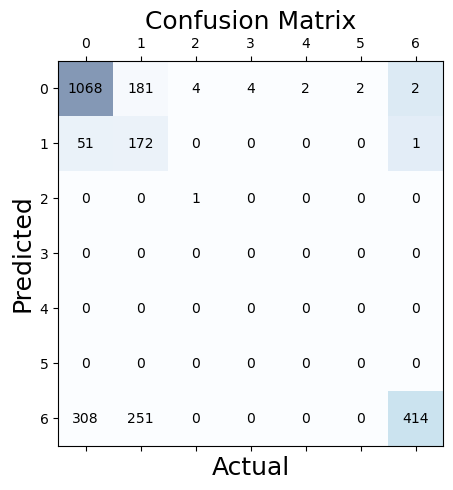 Confusion Matrix
0 1 2 3 4 5 6
0 1068 181 4 4 2 2 2
1 51 172 0 0 0 0 1
2 0 0 1 0 0 0 0
3 0 0 0 0 0 0 0
4 0 0 0 0 0 0 0
5 0 0 0 0 0 0 0
6 308 251 0 0 0 0 414
Predicted
Actual